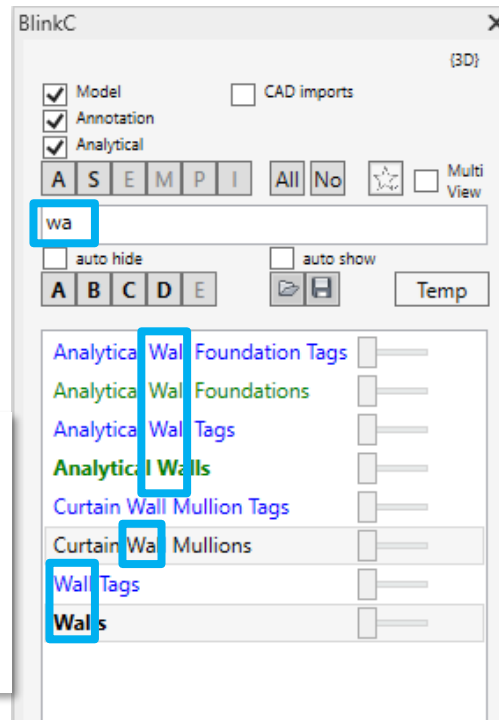 BlinkC
{3D}
Model CAD imports
Annotation
Analytical
A S E M P I All No Multi View
wa
auto hide auto show
A B C D E Temp
Analytical Wall Foundation Tags
Analytical Wall Foundations
Analytical Wall Tags
Analytical Walls
Curtain Wall Mullion Tags
Curtain Wall Mullions
Wall Tags
Walls